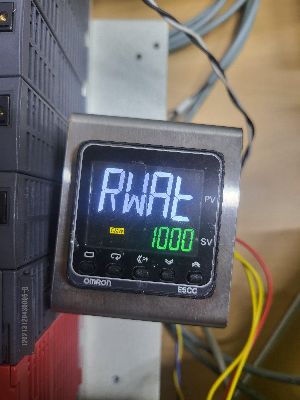 RWAt
PV
1000
SV
OMRON
E5CC